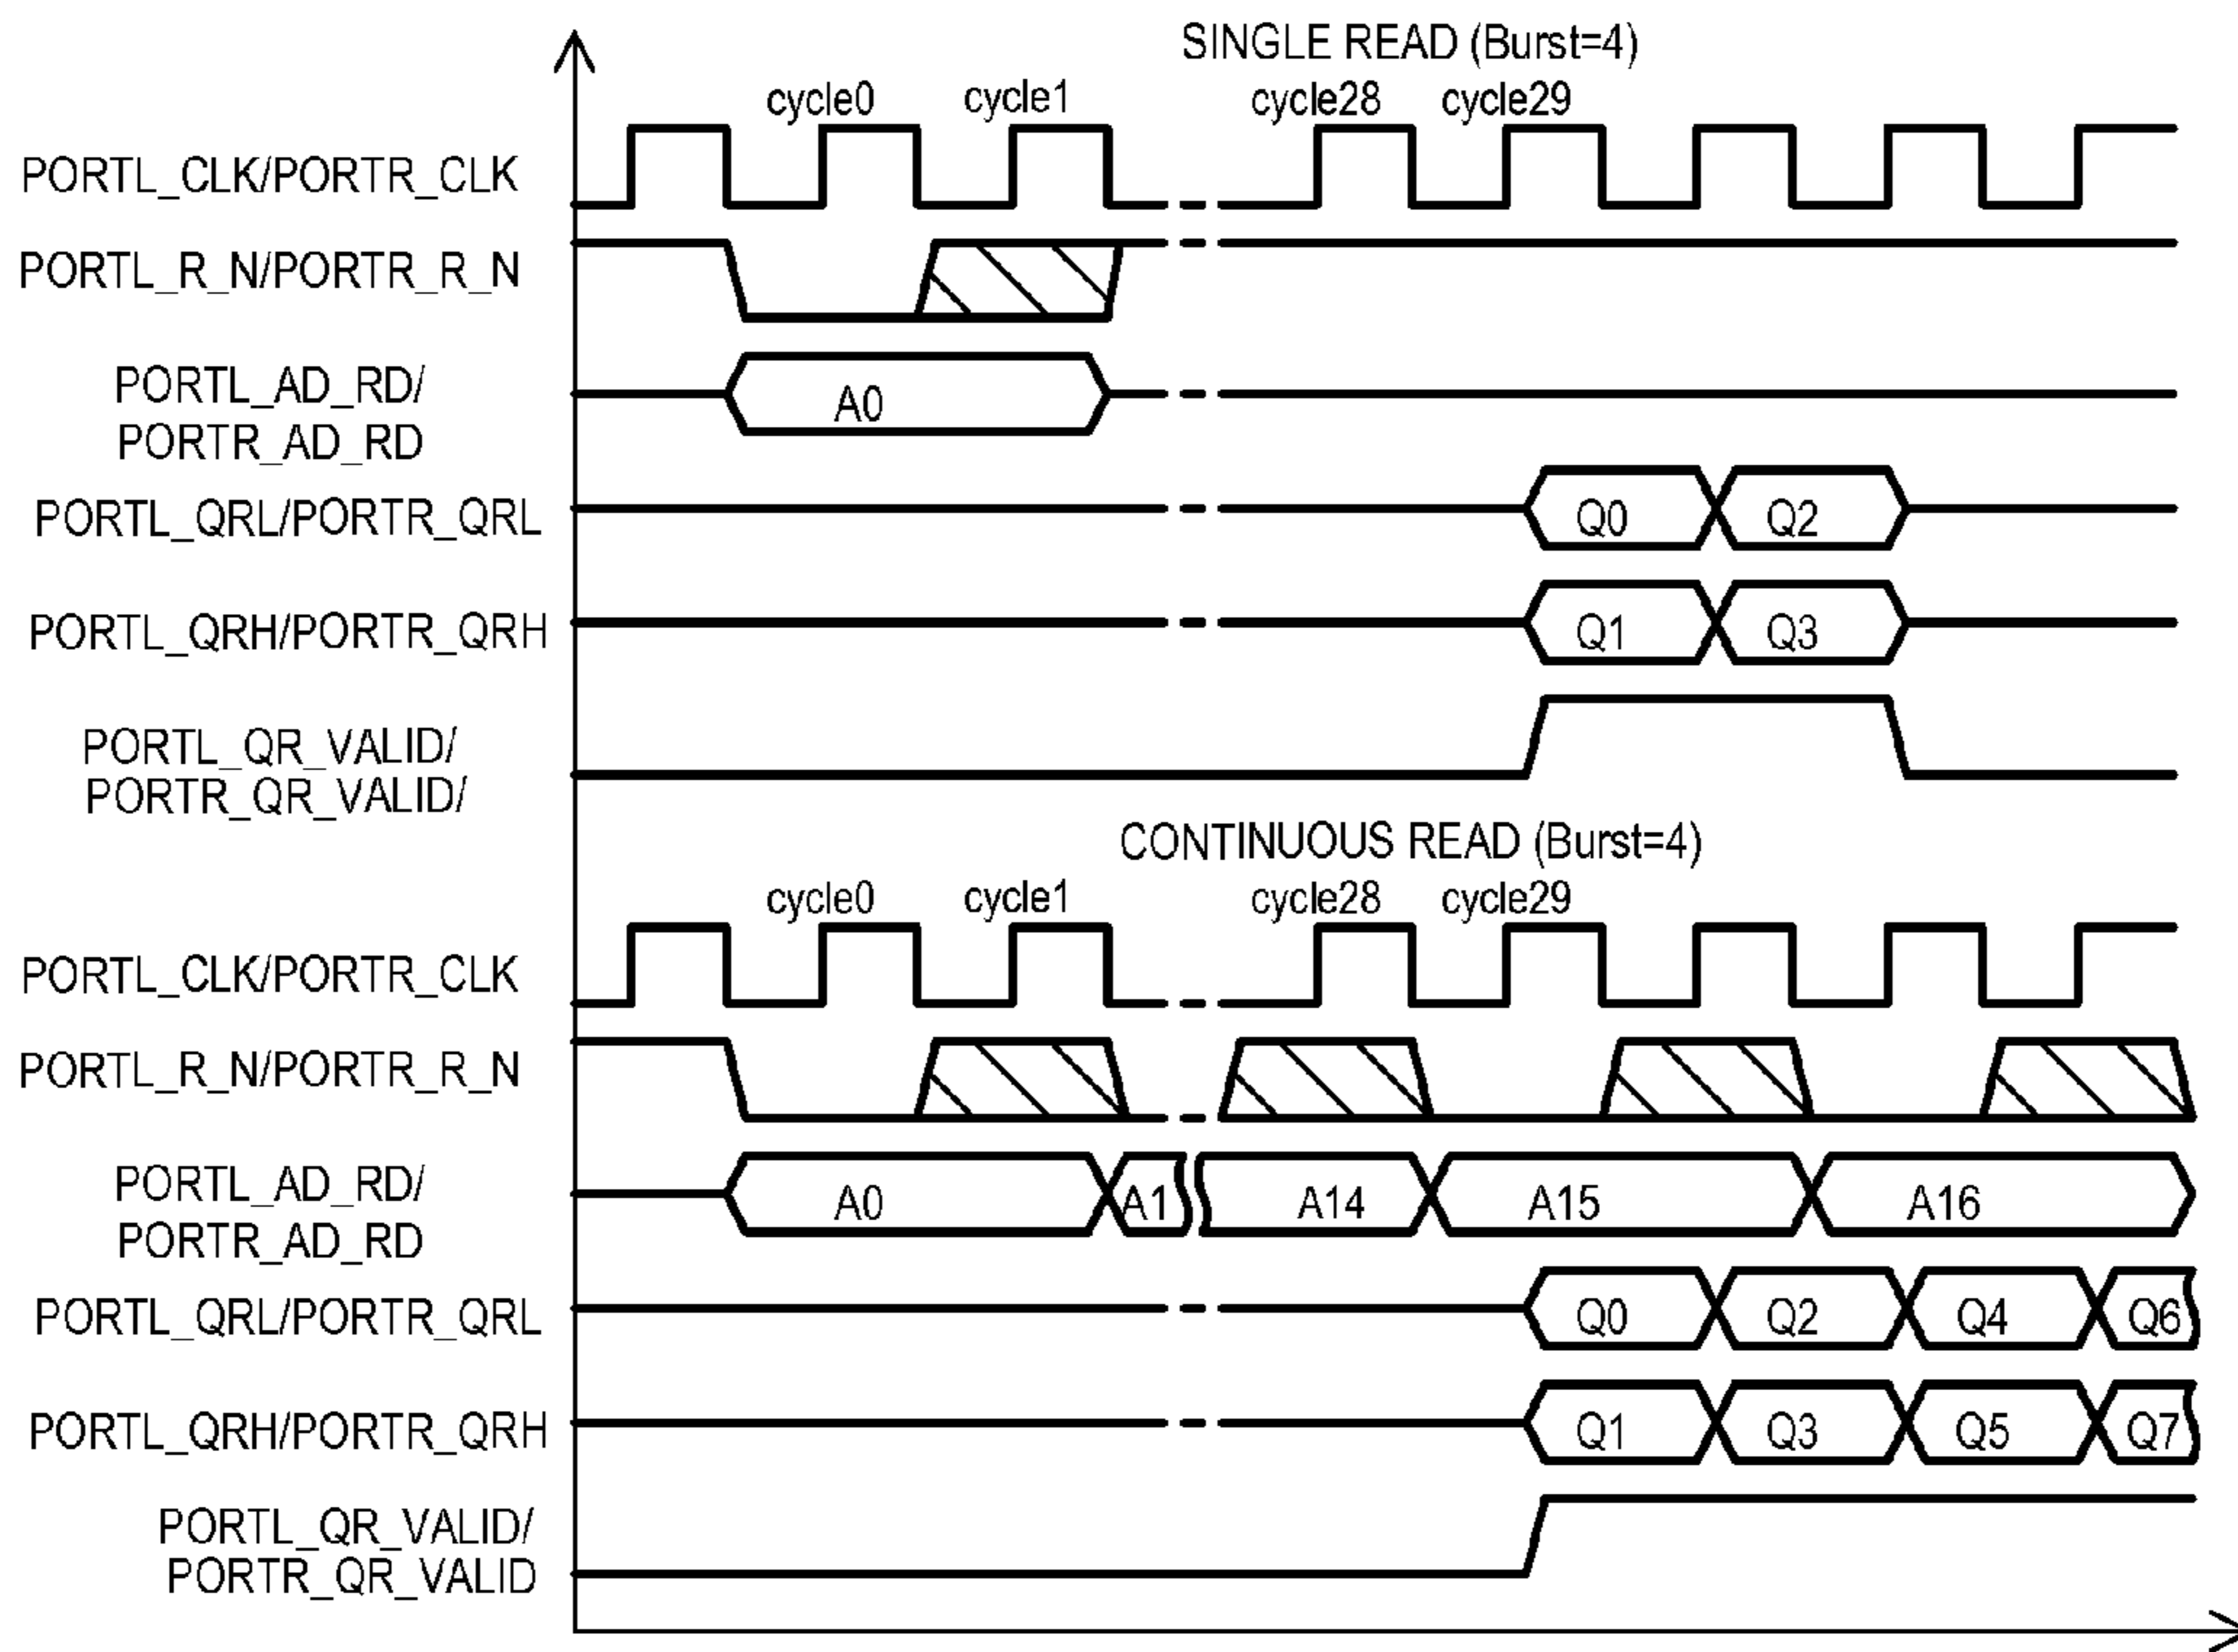 SINGLE READ (Burst=4)
cycle0 cycle1 cycle28 cycle29
PORTL_CLK/PORTR_CLK
PORTL_R_N/PORTR_R_N
PORTL_AD_RD/
PORTR_AD_RD
A0
PORTL_QRL/PORTR_QRL
Q0 Q2
PORTL_QRH/PORTR_QRH
Q1 Q3
PORTL_QR_VALID/
PORTR_QR_VALID/
CONTINUOUS READ (Burst=4)
cycle0 cycle1 cycle28 cycle29
PORTL_CLK/PORTR_CLK
PORTL_R_N/PORTR_R_N
PORTL_AD_RD/
PORTR_AD_RD
A0 A1 A14 A15 A16
PORTL_QRL/PORTR_QRL
Q0 Q2 Q4 Q6
PORTL_QRH/PORTR_QRH
Q1 Q3 Q5 Q7
PORTL_QR_VALID/
PORTR_QR_VALID